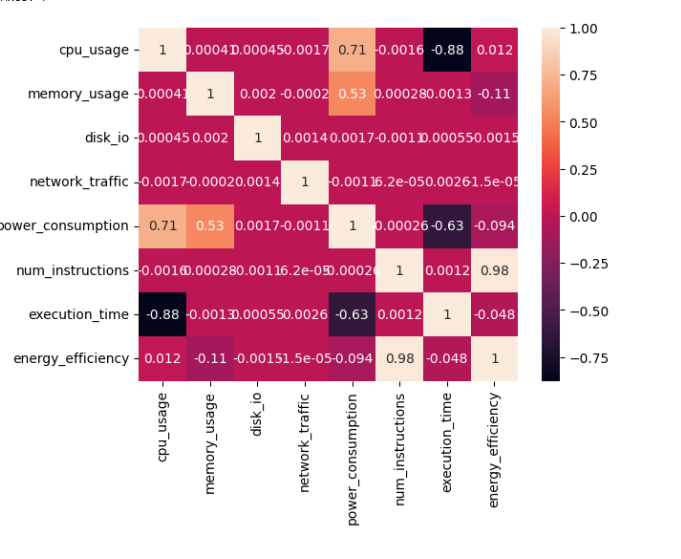 cpu_usage 1 0.00041 0.00045 -0.0017 0.71 -0.0016 -0.88 0.012
memory_usage 0.00041 1 0.002 -0.0002 0.53 0.00028 -0.0013 -0.11
disk_io 0.00045 0.002 1 0.0014 0.0017 -0.0011 0.00055 -0.0015
network_traffic -0.0017 -0.0002 0.0014 1 -0.0011 6.2e-05 0.0026 -1.5e-05
power_consumption 0.71 0.53 0.0017 -0.0011 1 0.00026 -0.63 -0.094
num_instructions -0.0016 0.00028 -0.0011 6.2e-05 0.00026 1 0.0012 0.98
execution_time -0.88 -0.0013 0.00055 0.0026 -0.63 0.0012 1 -0.048
energy_efficiency 0.012 -0.11 -0.0015 -1.5e-05 -0.094 0.98 -0.048 1
cpu_usage
memory_usage
disk_io
network_traffic
power_consumption
num_instructions
execution_time
energy_efficiency
1.00
0.75
0.50
0.25
0.00
−0.25
−0.50
−0.75